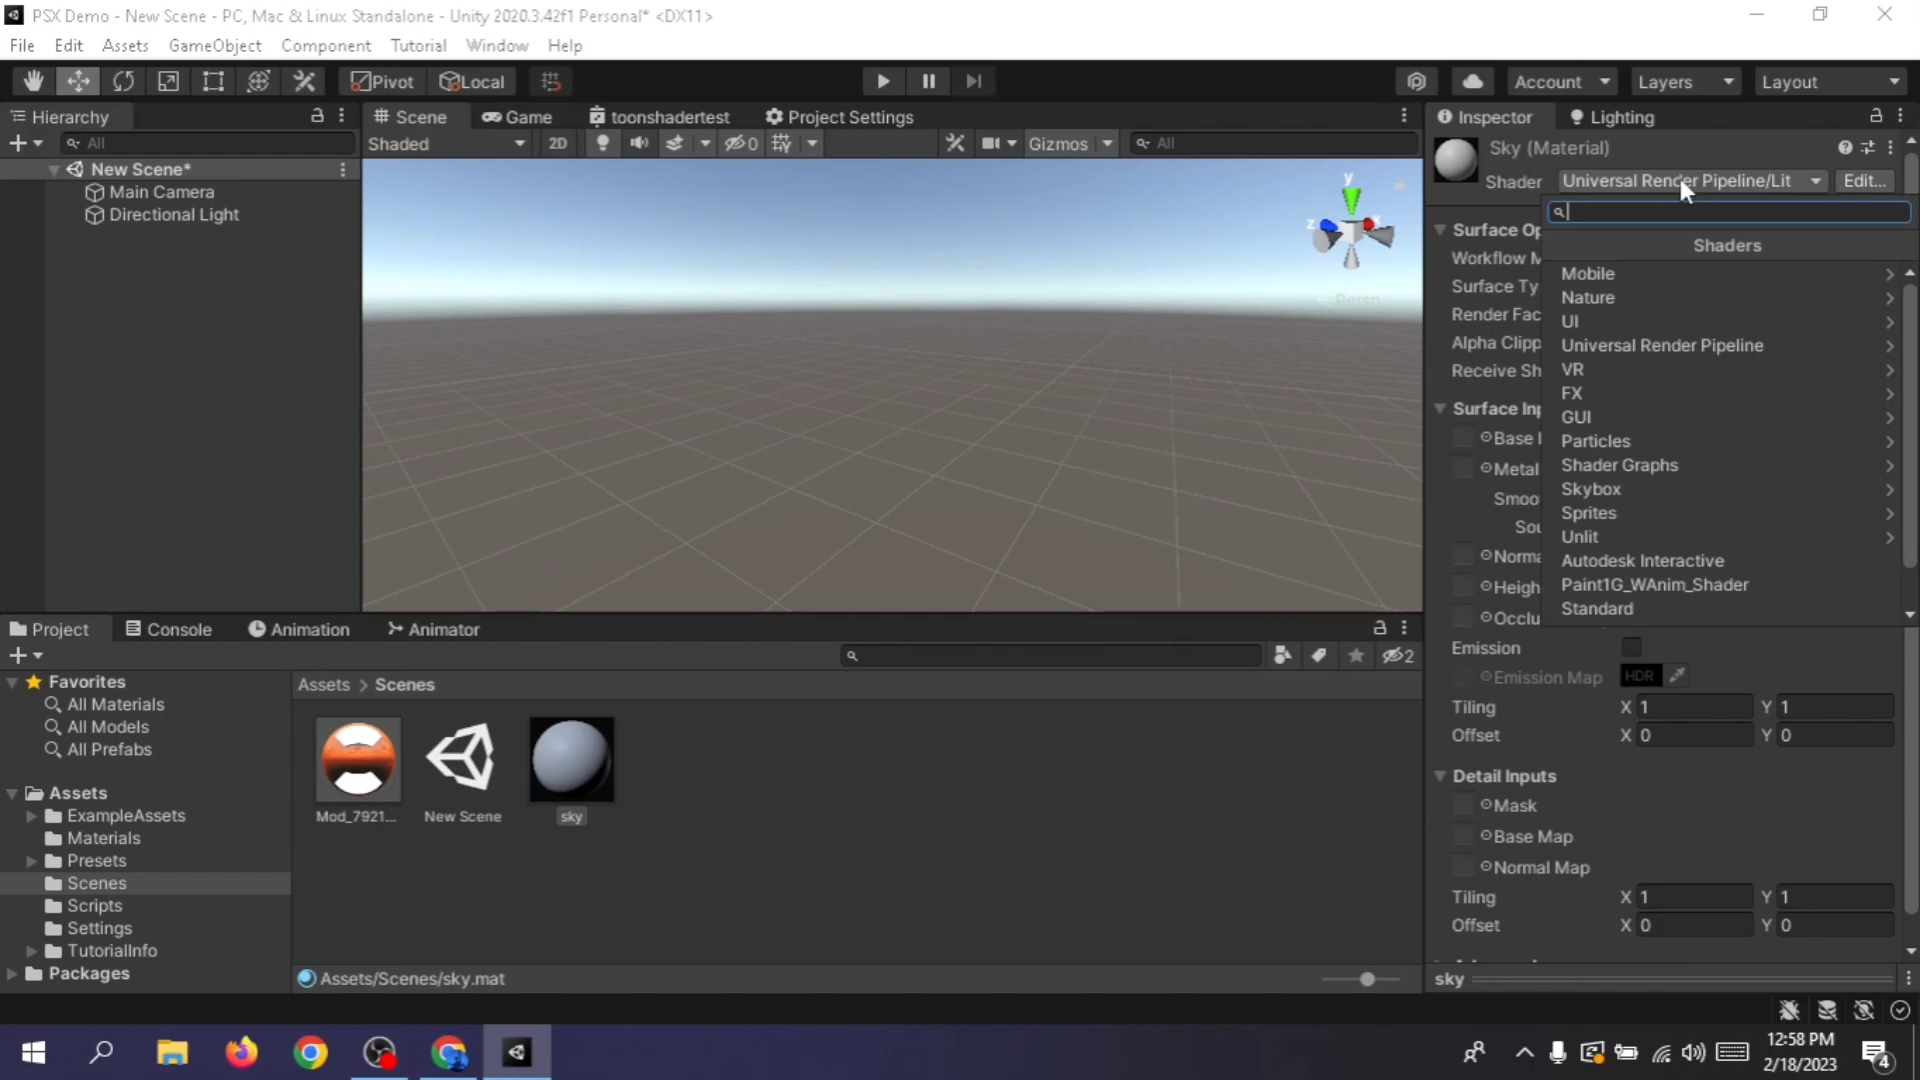 PSX Demo - New Scene - PC, Mac & Linux Standalone - Unity 2020.3.42f1 Personal* <DX11>
File Edit Assets GameObject Component Tutorial Window Help
Pivot Local Account Layers Layout
Hierarchy Scene Game toonshadertest Project Settings Inspector Lighting
All Shaded 2D 0 Gizmos All
Sky (Material)
Shader Universal Render Pipeline/Lit Edit...
New Scene*
Main Camera
Directional Light
y
z x
Persp
Shaders
Mobile
Nature
UI
Universal Render Pipeline
VR
FX
GUI
Particles
Shader Graphs
Skybox
Sprites
Unlit
Autodesk Interactive
Paint1G_WAnim_Shader
Standard
Surface Op
Workflow M
Surface Ty
Render Fac
Alpha Clipp
Receive Sh
Surface Inp
Base
Metal
Smoo
Sou
Norma
Heigh
Occlu
Emission
Emission Map HDR
Tiling X 1 Y 1
Offset X 0 Y 0
Detail Inputs
Mask
Base Map
Normal Map
Tiling X 1 Y 1
Offset X 0 Y 0
sky
Project Console Animation Animator
2
Favorites
All Materials
All Models
All Prefabs
Assets
ExampleAssets
Materials
Presets
Scenes
Scripts
Settings
TutorialInfo
Packages
Assets > Scenes
Mod_7921... New Scene sky
Assets/Scenes/sky.mat
12:58 PM
2/18/2023
4